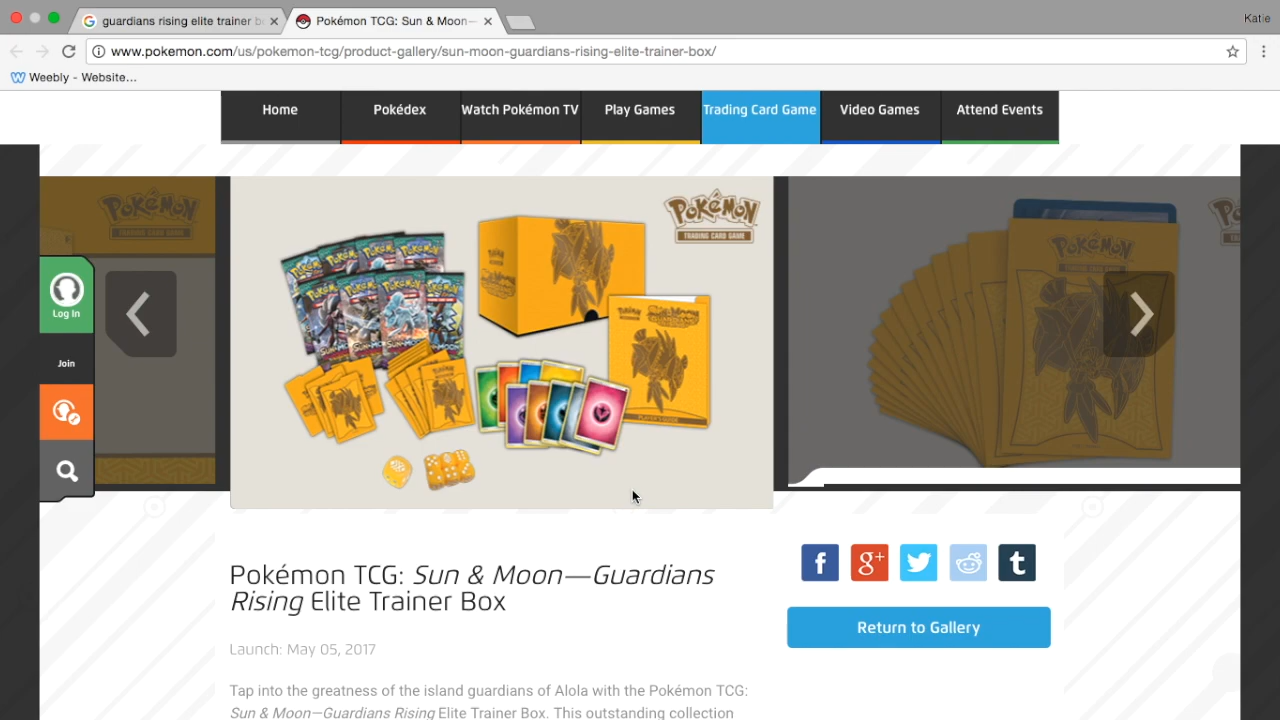 guardians rising elite trainer b
Pokémon TCG: Sun & Moon—
Katie
www.pokemon.com/us/pokemon-tcg/product-gallery/sun-moon-guardians-rising-elite-trainer-box/
Weebly - Website...
Home
Pokédex
Watch Pokémon TV
Play Games
Trading Card Game
Video Games
Attend Events
POKéMON
TRADING CARD GAME
POKéMON
TRADING CARD GAME
POKéMON
TRADING CARD GAME
Log In
Join
Pokémon TCG: Sun & Moon—Guardians
Rising Elite Trainer Box
Launch: May 05, 2017
Tap into the greatness of the island guardians of Alola with the Pokémon TCG:
Sun & Moon—Guardians Rising Elite Trainer Box. This outstanding collection
f
g+
t
Return to Gallery